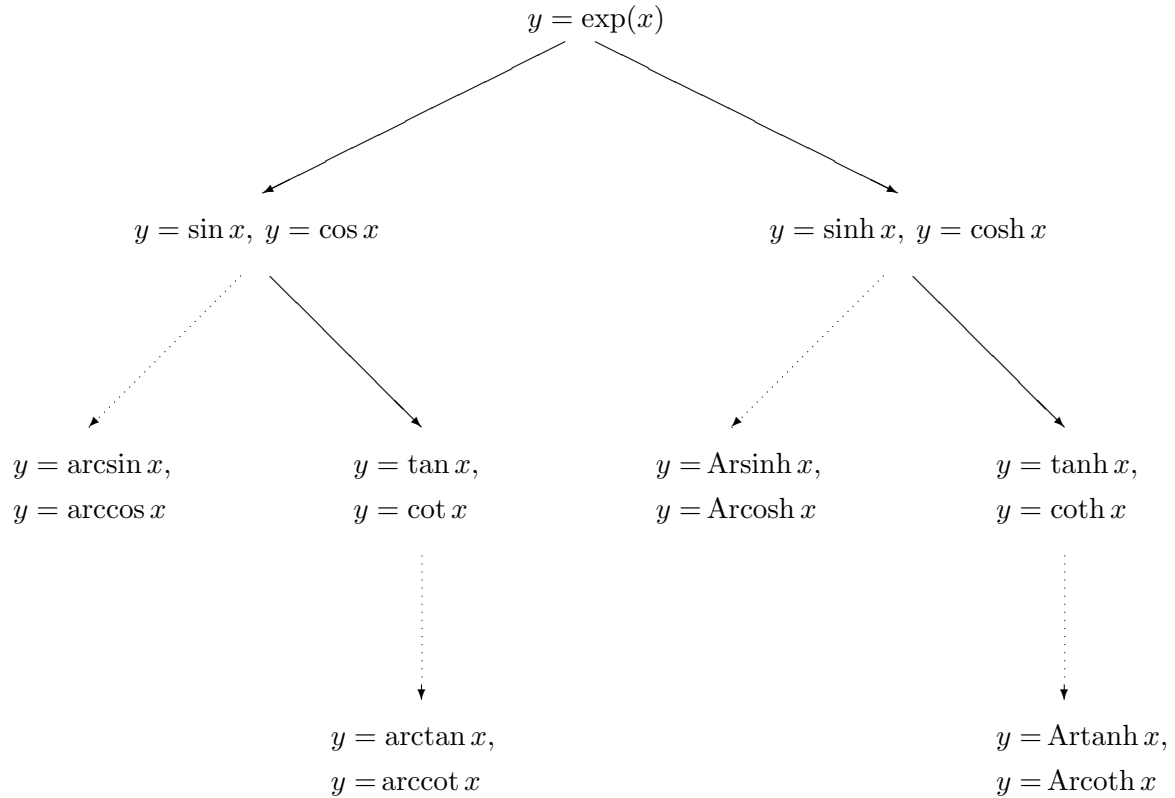 y = exp(x)
y = sin x, y = cos x
y = sinh x, y = cosh x
y = arcsin x,
y = arccos x
y = tan x,
y = cot x
y = Arsinh x,
y = Arcosh x
y = tanh x,
y = coth x
y = arctan x,
y = arccot x
y = Artanh x,
y = Arcoth x